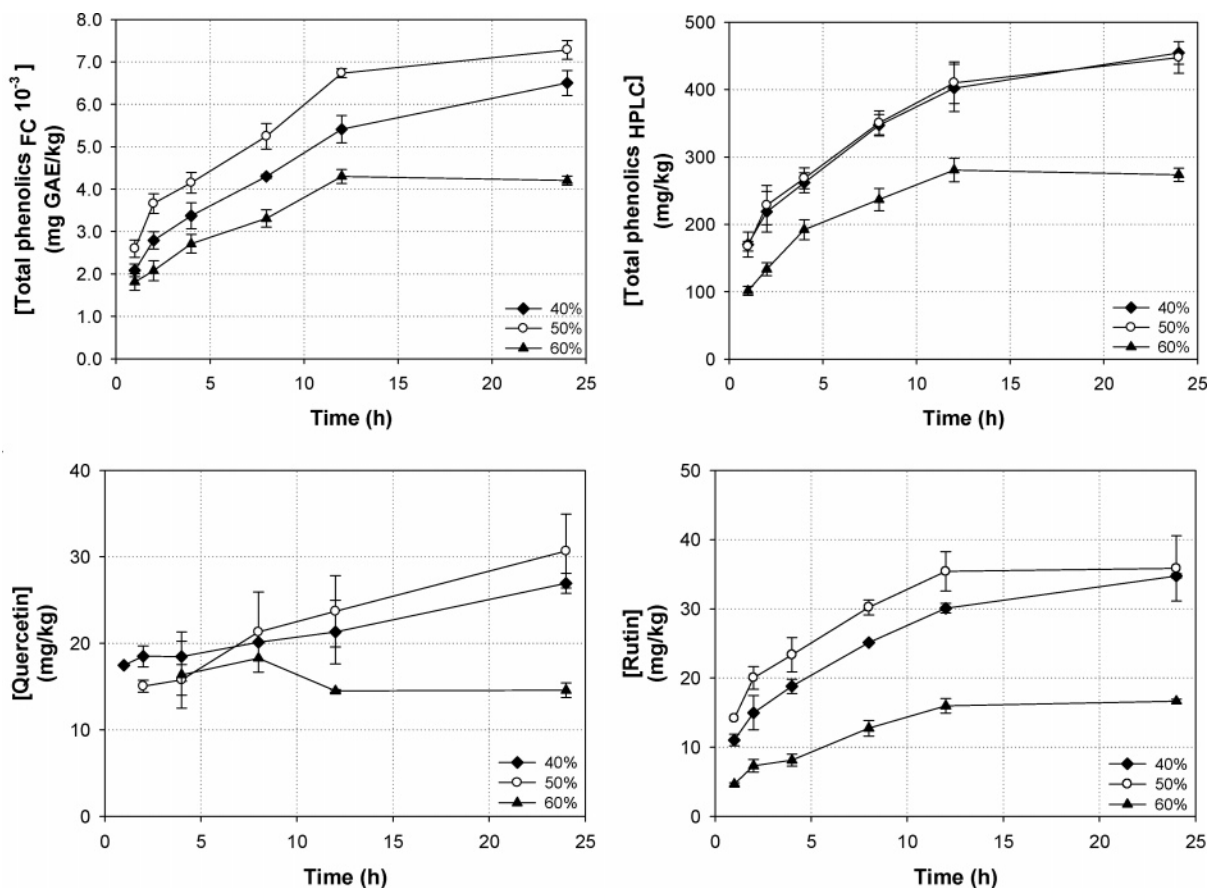 [Total phenolics FC 10-3 ]
(mg GAE/kg)
8.0
7.0
6.0
5.0
4.0
3.0
2.0
1.0
0.0
40%
50%
60%
0 5 10 15 20 25
Time (h)
[Total phenolics HPLC]
(mg/kg)
500
400
300
200
100
0
40%
50%
60%
0 5 10 15 20 25
Time (h)
[Quercetin]
(mg/kg)
40
30
20
10
0
40%
50%
60%
0 5 10 15 20 25
Time (h)
[Rutin]
(mg/kg)
50
40
30
20
10
0
40%
50%
60%
0 5 10 15 20 25
Time (h)